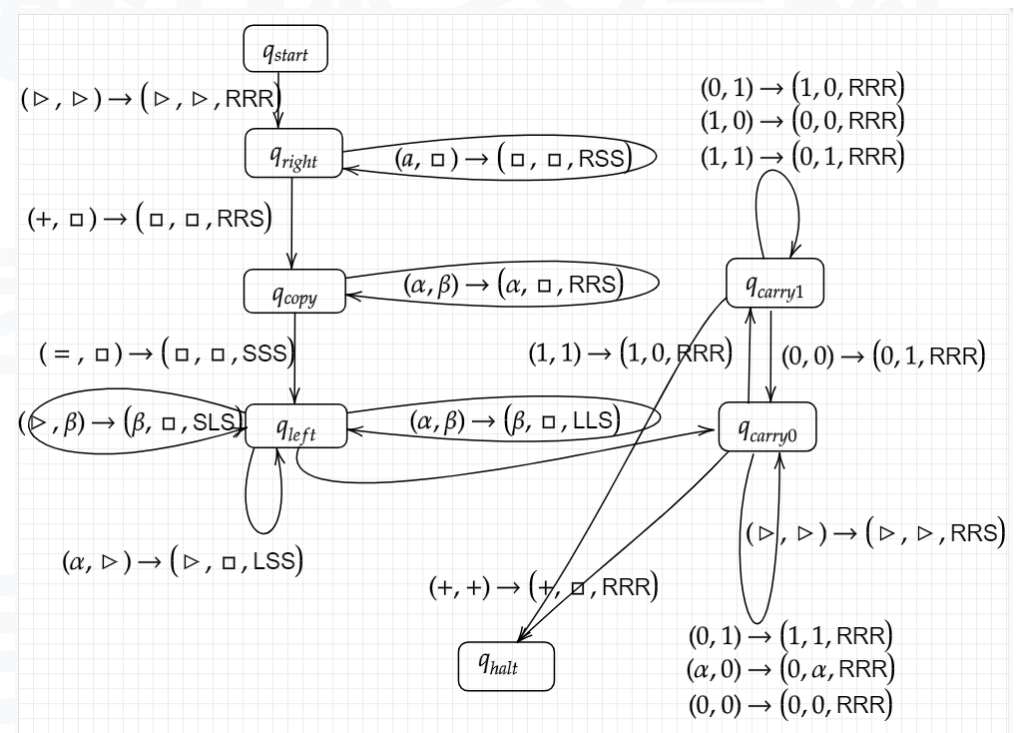 q_start
(▷, ▷) → (▷, ▷, RRR)
q_right
(a, □) → (□, □, RSS)
(+, □) → (□, □, RRS)
q_copy
(α, β) → (α, □, RRS)
(=, □) → (□, □, SSS)
(▷, β) → (β, □, SLS)
q_left
(α, β) → (β, □, LLS)
(α, ▷) → (▷, □, LSS)
(0, 1) → (1, 0, RRR)
(1, 0) → (0, 0, RRR)
(1, 1) → (0, 1, RRR)
q_carry1
(1, 1) → (1, 0, RRR)
(0, 0) → (0, 1, RRR)
q_carry0
(▷, ▷) → (▷, ▷, RRS)
(+, +) → (+, □, RRR)
q_halt
(0, 1) → (1, 1, RRR)
(α, 0) → (0, α, RRR)
(0, 0) → (0, 0, RRR)